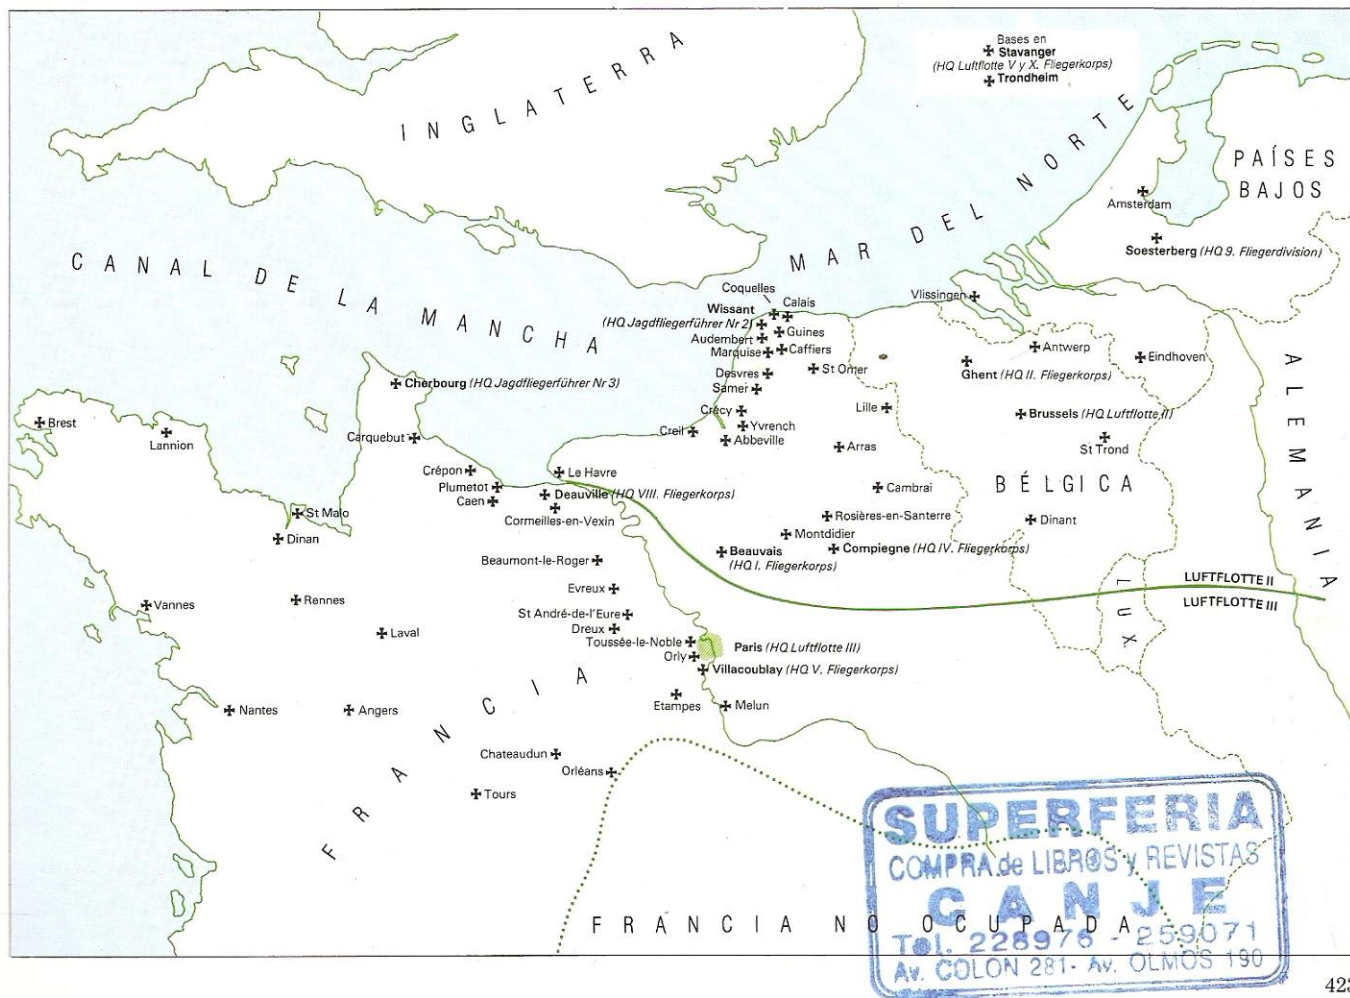 Bases en
Stavanger
(HQ Luftflotte V y X. Fliegerkorps)
Trondheim
INGLATERRA
MAR DEL NORTE
PAÍSES
BAJOS
Amsterdam
Soesterberg (HQ 9. Fliegerdivision)
CANAL DE LA MANCHA
Coquelles
Calais
Vlissingen
Wissant
(HQ Jagdfliegerführer Nr 2)
Guines
Audembert
Marquise
Caffiers
Antwerp
Eindhoven
ALEMANIA
Desvres
St Omer
Ghent (HQ II. Fliegerkorps)
Cherbourg (HQ Jagdfliegerführer Nr 3)
Samer
Crécy
Lille
Brussels (HQ Luftflotte II)
Brest
Lannion
Carquebut
Creil
Yvrench
Abbeville
Arras
St Trond
Crépon
Le Havre
Plumetot
Deauville (HQ VIII. Fliegerkorps)
Caen
Cormeilles-en-Vexin
Cambrai
BÉLGICA
St Malo
Dinan
Rosières-en-Santerre
Dinant
Montdidier
Beauvais
(HQ I. Fliegerkorps)
Compiegne (HQ IV. Fliegerkorps)
Beaumont-le-Roger
LUX.
LUFTFLOTTE II
LUFTFLOTTE III
Evreux
Vannes
Rennes
St André-de-l'Eure
Dreux
Laval
Toussée-le-Noble
Paris (HQ Luftflotte III)
Orly
Villacoublay (HQ V. Fliegerkorps)
FRANCIA
Nantes
Angers
Etampes
Melun
Chateaudun
Orléans
Tours
FRANCIA NO OCUPADA
SUPERFERIA
COMPRA de LIBROS y REVISTAS
CANJE
Tel. 228976 - 259071
Av. COLON 281 - Av. OLMOS 190
423